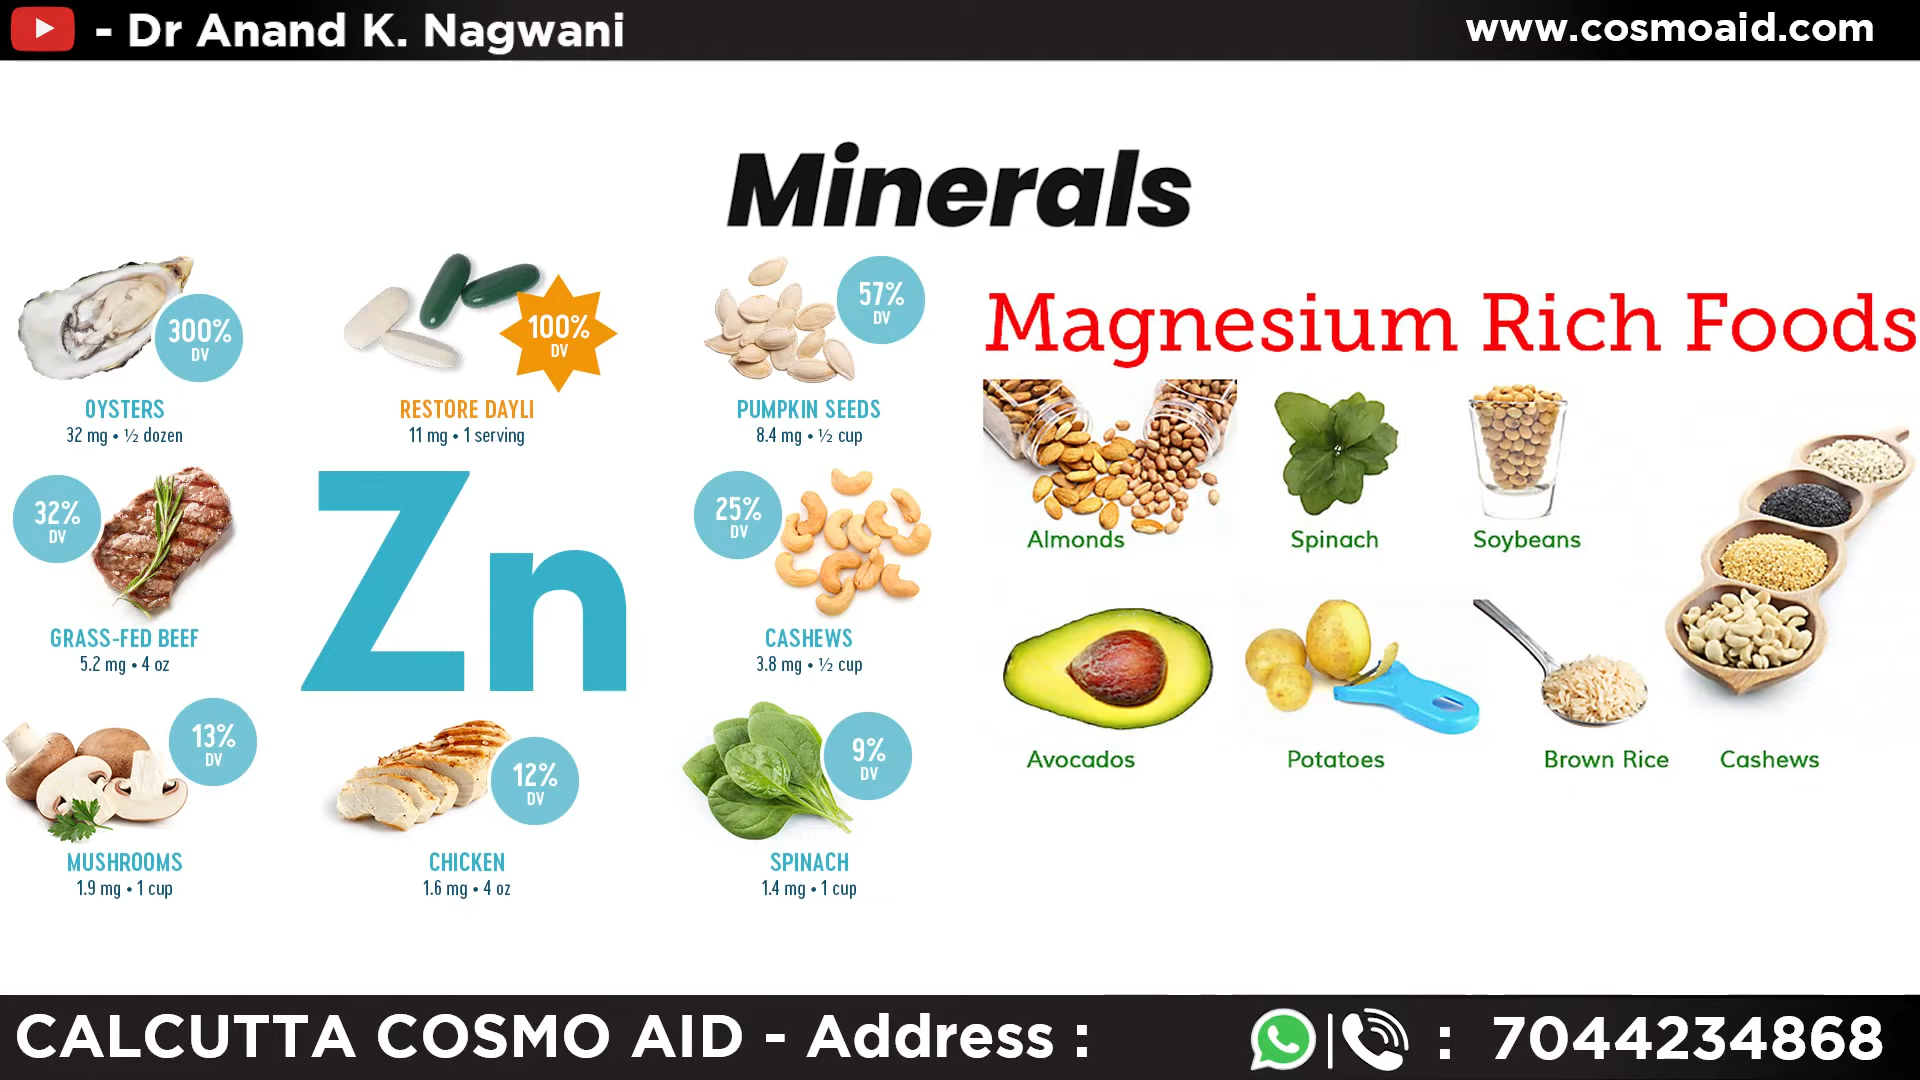 - Dr Anand K. Nagwani
www.cosmoaid.com
Minerals
300%
DV
OYSTERS
32 mg • ½ dozen
100%
DV
RESTORE DAYLI
11 mg • 1 serving
57%
DV
PUMPKIN SEEDS
8.4 mg • ½ cup
32%
DV
GRASS-FED BEEF
5.2 mg • 4 oz
Zn
25%
DV
CASHEWS
3.8 mg • ½ cup
13%
DV
MUSHROOMS
1.9 mg • 1 cup
12%
DV
CHICKEN
1.6 mg • 4 oz
9%
DV
SPINACH
1.4 mg • 1 cup
Magnesium Rich Foods
Almonds
Spinach
Soybeans
Avocados
Potatoes
Brown Rice
Cashews
CALCUTTA COSMO AID - Address :
: 7044234868